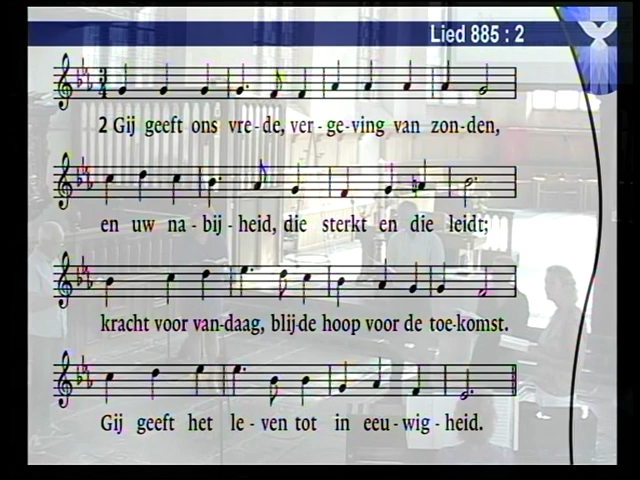 Lied 885 : 2
2 Gij geeft ons vre - de, ver - ge - ving van zon - den,
en uw na - bij - heid, die sterkt en die leidt;
kracht voor van-daag, blij-de hoop voor de toe-komst.
Gij geeft het le - ven tot in eeu - wig - heid.